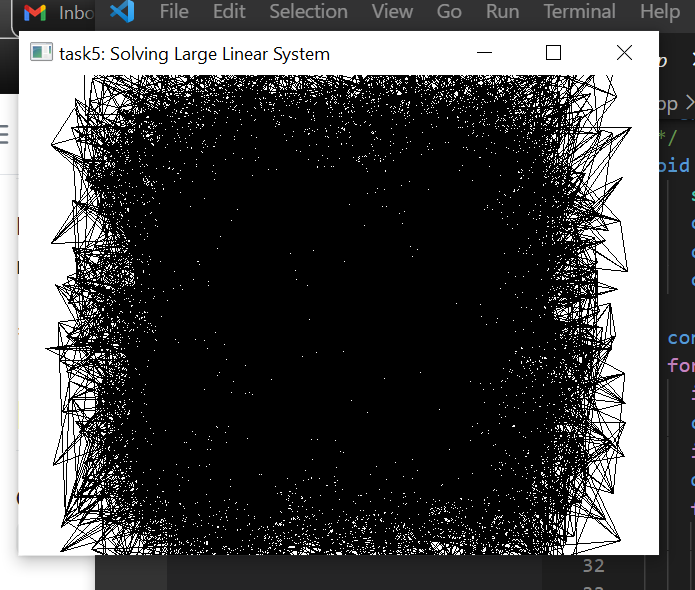 Inbo
File Edit Selection View Go Run Terminal Help
task5: Solving Large Linear System
p
op >
*/
oid
s
con
for
32